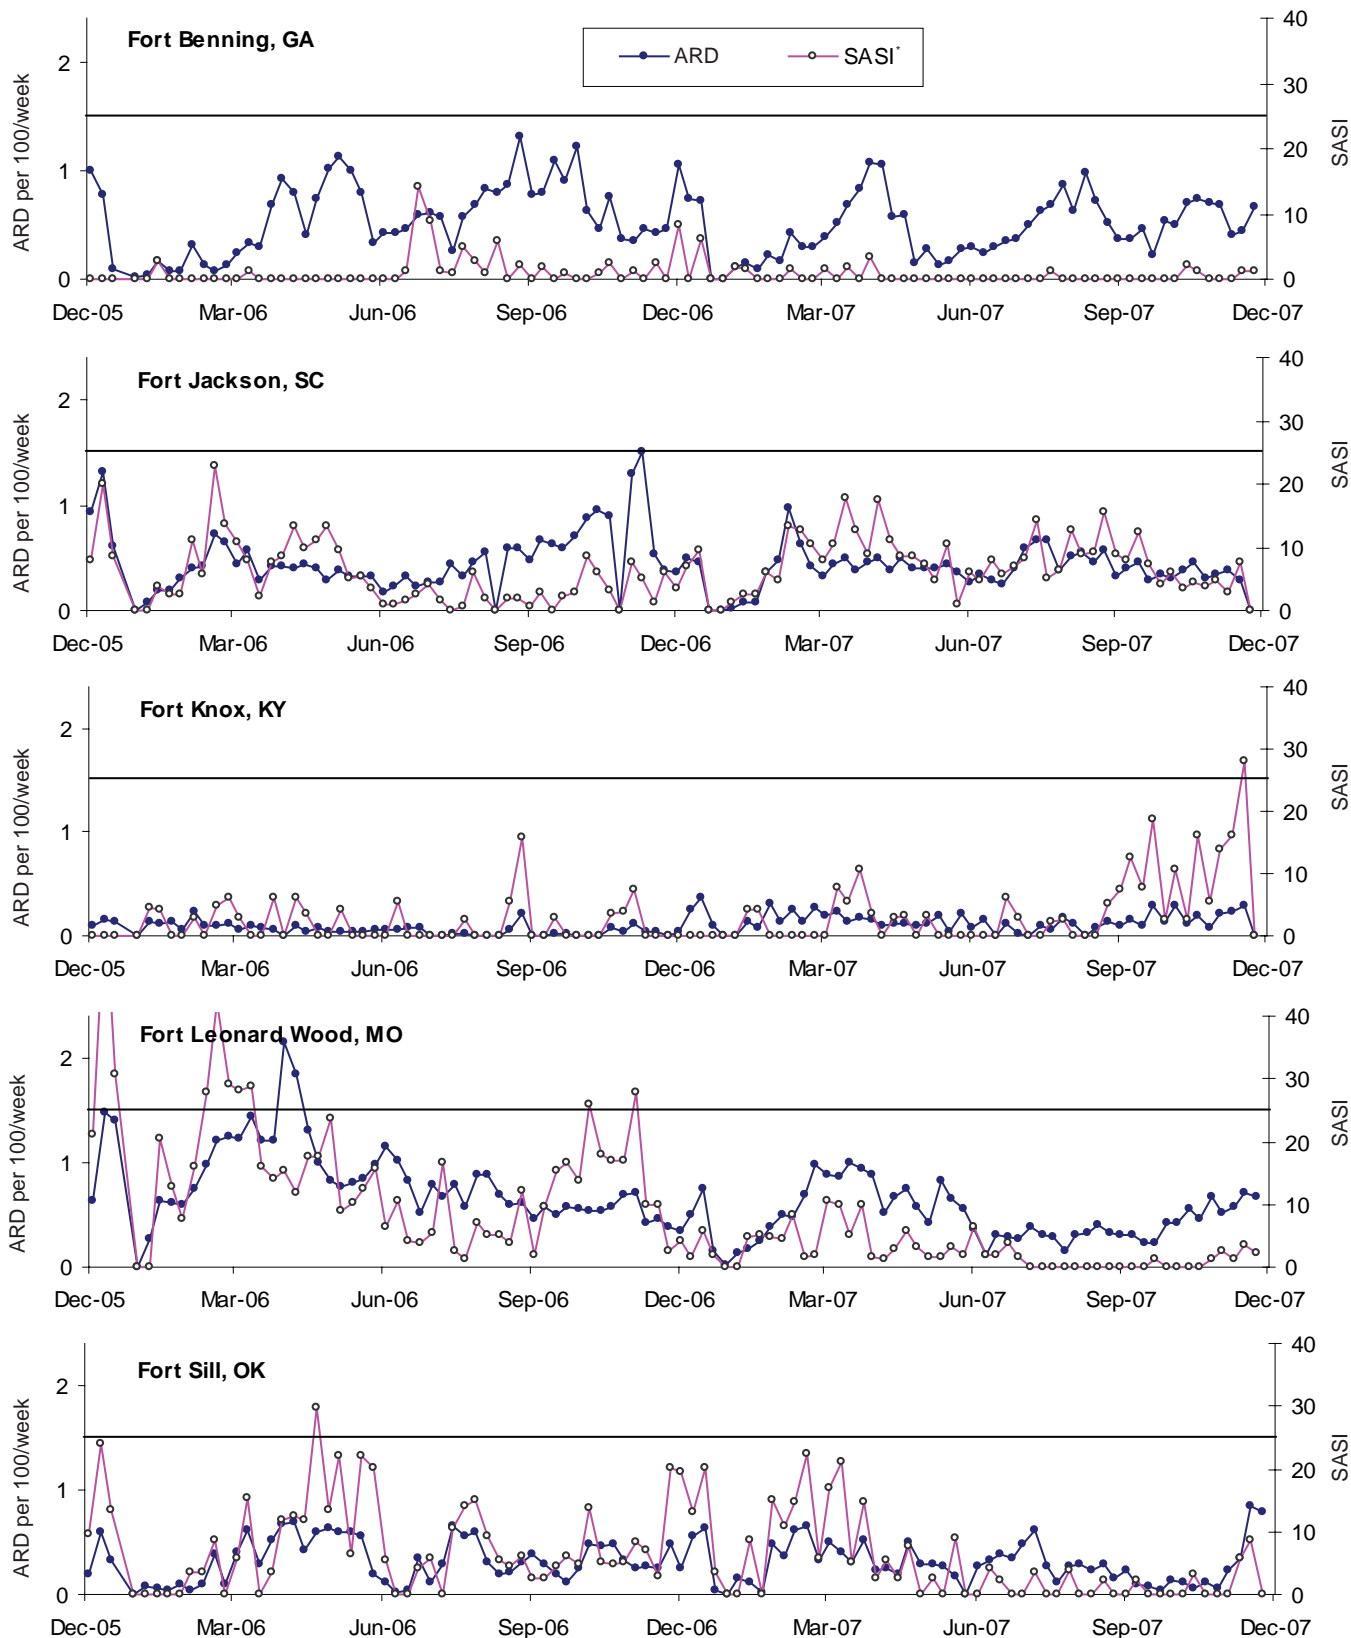 Fort Benning, GA
ARD
SASI*
ARD per 100/week
2
1
0
40
30
20
10
0
SASI
Dec-05 Mar-06 Jun-06 Sep-06 Dec-06 Mar-07 Jun-07 Sep-07 Dec-07
Fort Jackson, SC
ARD per 100/week
2
1
0
40
30
20
10
0
SASI
Dec-05 Mar-06 Jun-06 Sep-06 Dec-06 Mar-07 Jun-07 Sep-07 Dec-07
Fort Knox, KY
ARD per 100/week
2
1
0
40
30
20
10
0
SASI
Dec-05 Mar-06 Jun-06 Sep-06 Dec-06 Mar-07 Jun-07 Sep-07 Dec-07
Fort Leonard Wood, MO
ARD per 100/week
2
1
0
40
30
20
10
0
SASI
Dec-05 Mar-06 Jun-06 Sep-06 Dec-06 Mar-07 Jun-07 Sep-07 Dec-07
Fort Sill, OK
ARD per 100/week
2
1
0
40
30
20
10
0
SASI
Dec-05 Mar-06 Jun-06 Sep-06 Dec-06 Mar-07 Jun-07 Sep-07 Dec-07